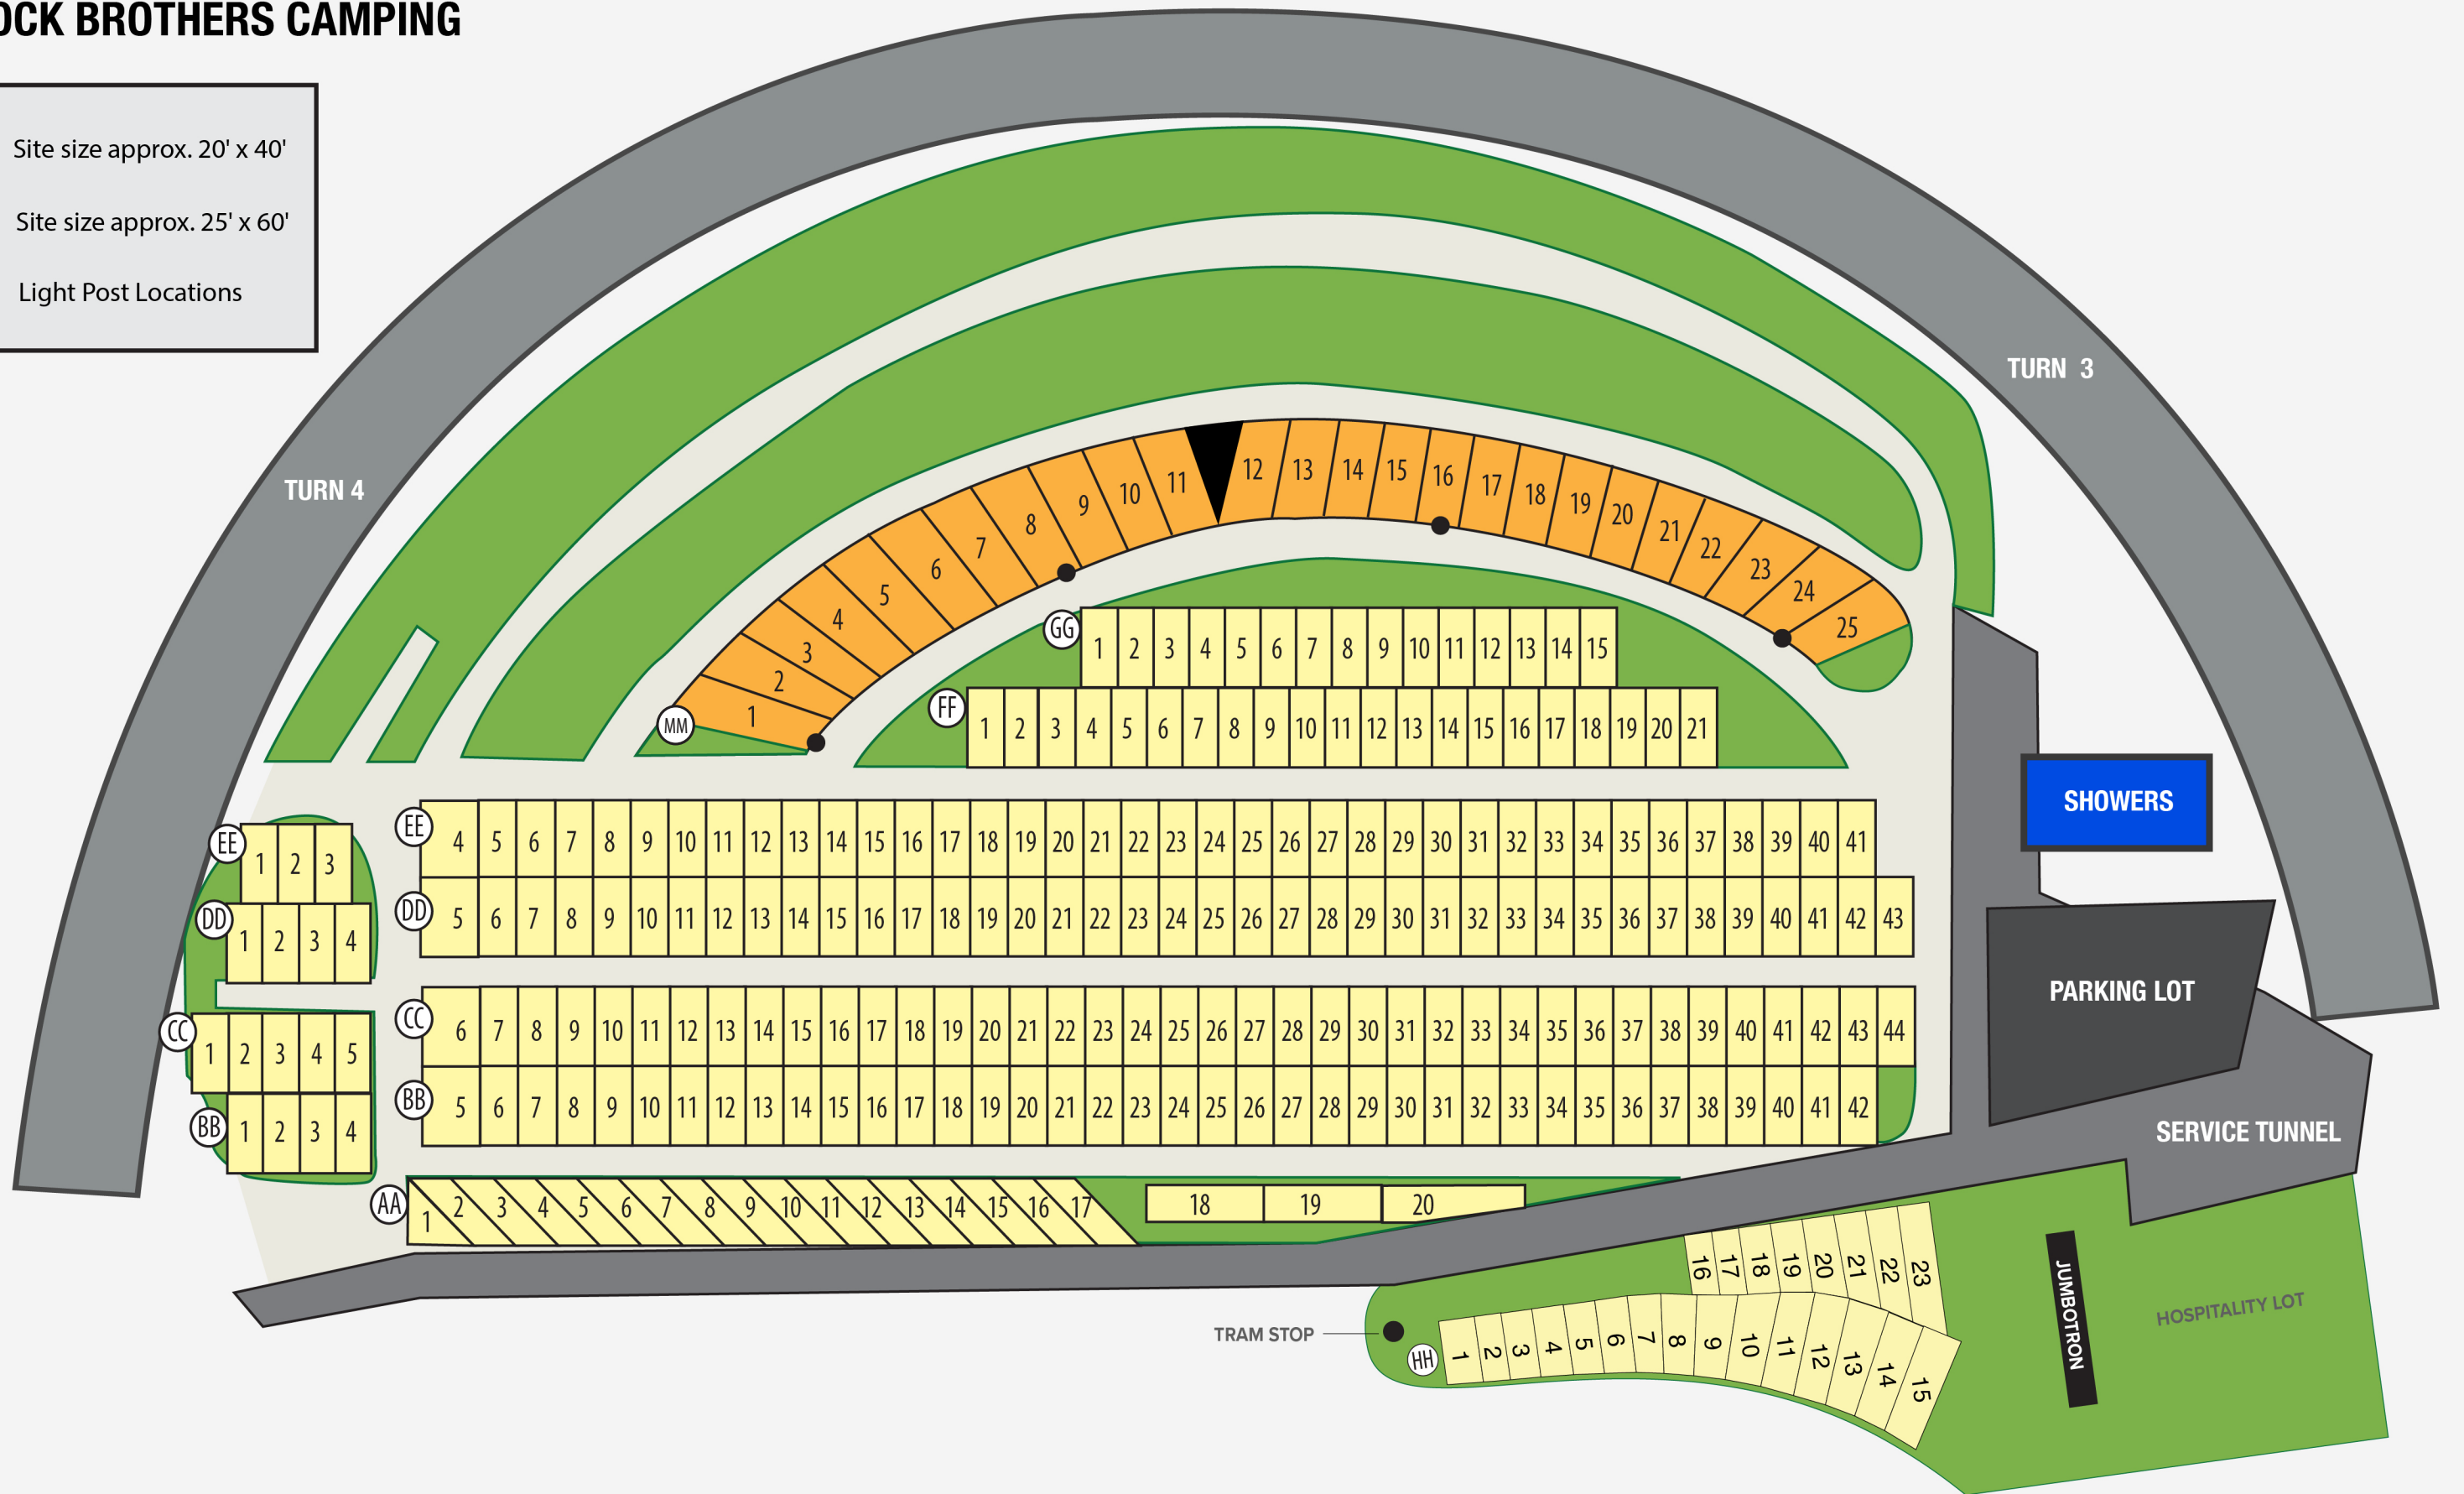 OCK BROTHERS CAMPING
Site size approx. 20' x 40'
Site size approx. 25' x 60'
Light Post Locations
TURN 3
TURN 4
MM 1 2 3 4 5 6 7 8 9 10 11 12 13 14 15 16 17 18 19 20 21 22 23 24 25
GG 1 2 3 4 5 6 7 8 9 10 11 12 13 14 15
FF 1 2 3 4 5 6 7 8 9 10 11 12 13 14 15 16 17 18 19 20 21
SHOWERS
EE 1 2 3
EE 4 5 6 7 8 9 10 11 12 13 14 15 16 17 18 19 20 21 22 23 24 25 26 27 28 29 30 31 32 33 34 35 36 37 38 39 40 41
DD 1 2 3 4
DD 5 6 7 8 9 10 11 12 13 14 15 16 17 18 19 20 21 22 23 24 25 26 27 28 29 30 31 32 33 34 35 36 37 38 39 40 41 42 43
PARKING LOT
CC 1 2 3 4 5
CC 6 7 8 9 10 11 12 13 14 15 16 17 18 19 20 21 22 23 24 25 26 27 28 29 30 31 32 33 34 35 36 37 38 39 40 41 42 43 44
BB 1 2 3 4
BB 5 6 7 8 9 10 11 12 13 14 15 16 17 18 19 20 21 22 23 24 25 26 27 28 29 30 31 32 33 34 35 36 37 38 39 40 41 42
SERVICE TUNNEL
AA 1 2 3 4 5 6 7 8 9 10 11 12 13 14 15 16 17 18 19 20
16 17 18 19 20 21 22 23
TRAM STOP
HH 1 2 3 4 5 6 7 8 9 10 11 12 13 14 15
JUMBOTRON
HOSPITALITY LOT